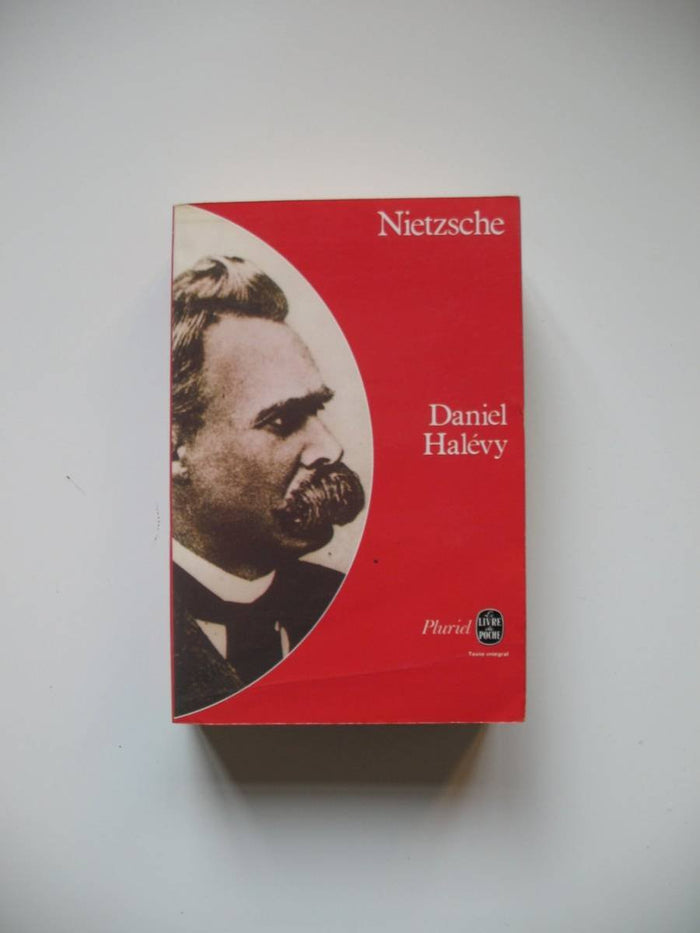 Nietzsche
Daniel
Halévy
Pluriel
Le
LIVRE
de
POCHE
Texte intégral